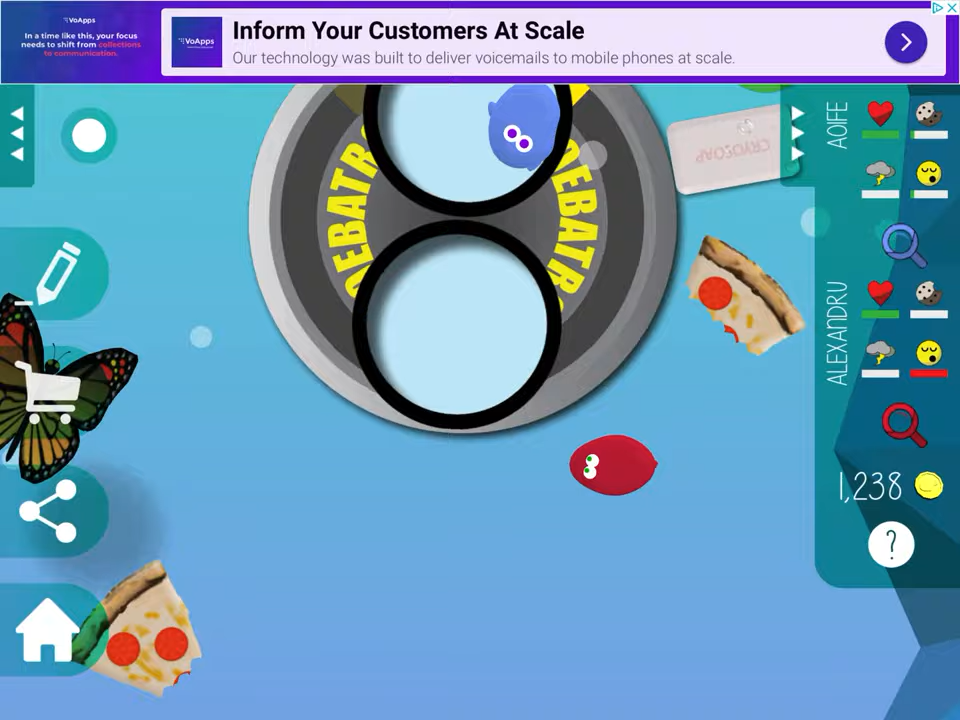 VoApps
In a time like this, your focus
needs to shift from collections
to communication.
VoApps
Inform Your Customers At Scale
Our technology was built to deliver voicemails to mobile phones at scale.
CRYOSOAP
AOIFE
ALEXANDRU
1,238
?